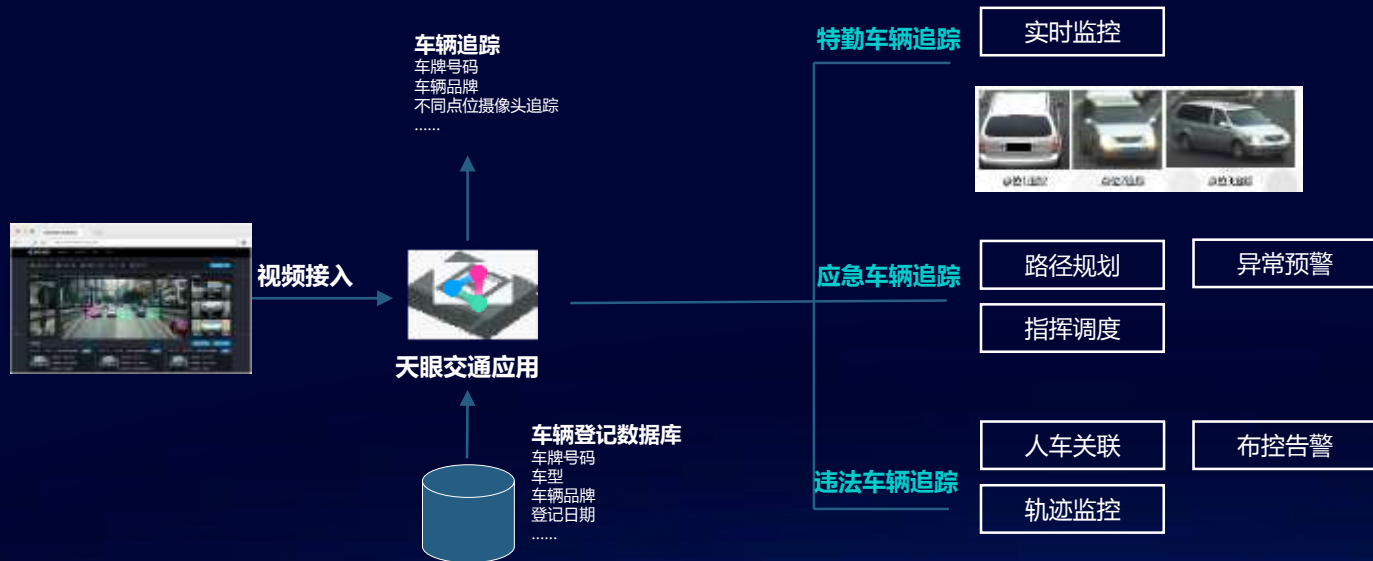 车辆追踪
车牌号码
车辆品牌
不同点位摄像头追踪
......
视频接入
天眼交通应用
车辆登记数据库
车牌号码
车型
车辆品牌
登记日期
......
特勤车辆追踪
实时监控
应急车辆追踪
路径规划
异常预警
指挥调度
违法车辆追踪
人车关联
布控告警
轨迹监控